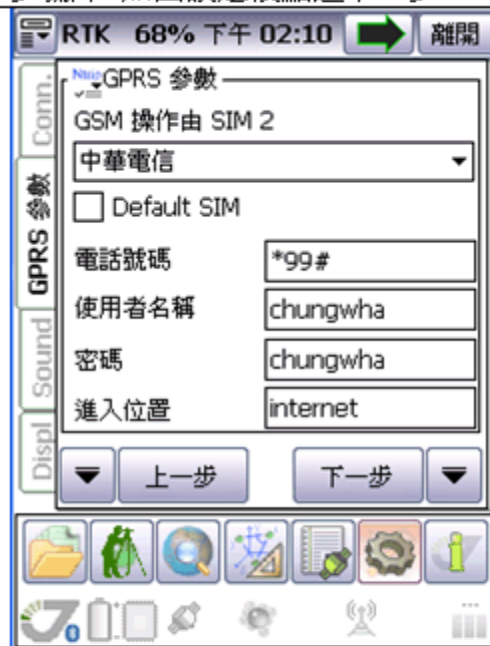 RTK 68% 下午 02:10 離開
Conn.
GPRS 參數
Sound
Displ
Ntrip GPRS 參數
GSM 操作由 SIM 2
中華電信
Default SIM
電話號碼 *99#
使用者名稱 chungwha
密碼 chungwha
進入位置 internet
上一步 下一步
0